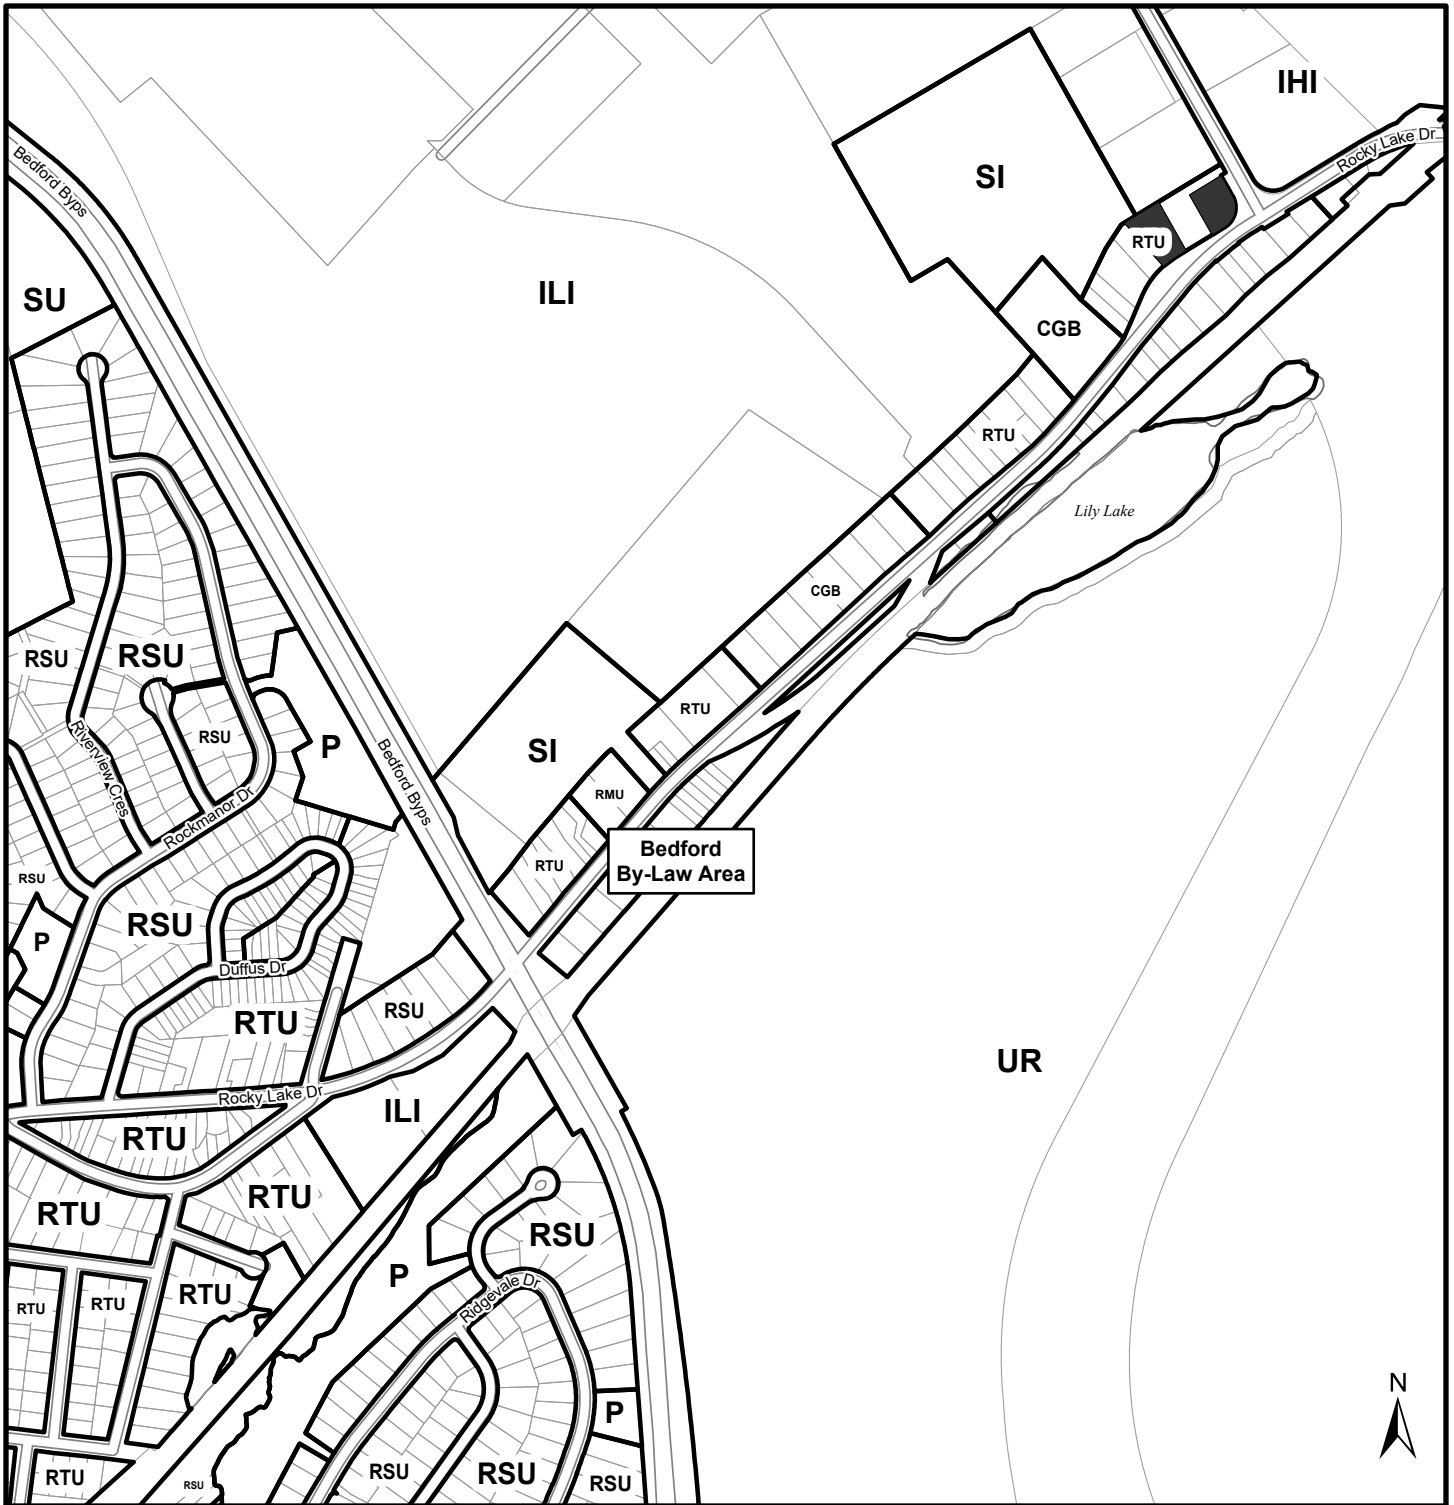 IHI
Rocky Lake Dr
Bedford Byps
SI
RTU
SU
ILI
CGB
RTU
Lily Lake
CGB
RSU
RSU
RTU
RSU
P
Riverview Cres
Bedford Byps
SI
RMU
Rockmanor Dr
Bedford
By-Law Area
RTU
RSU
RSU
P
Duffus Dr
RSU
RTU
UR
Rocky Lake Dr
ILI
RTU
RTU
RTU
RSU
P
Ridgevale Dr
RTU
RTU
RTU
N
P
RSU
RSU
RSU
RTU
RSU